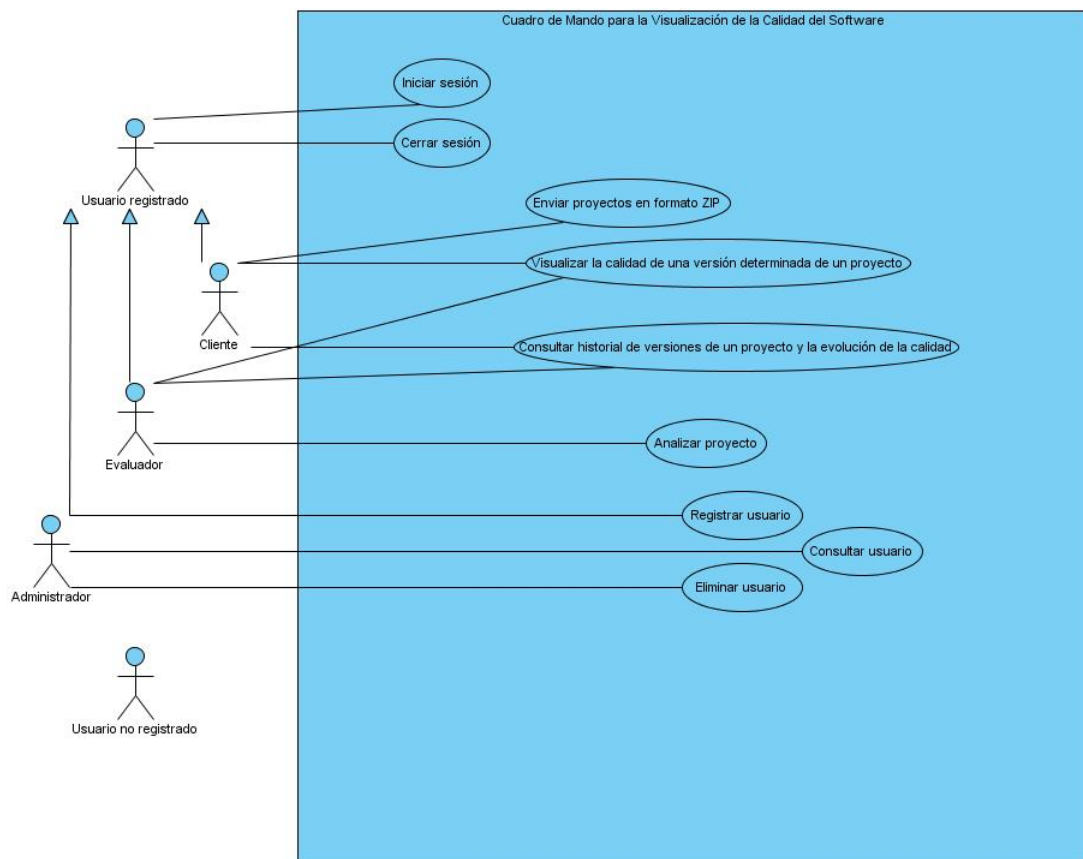 Cuadro de Mando para la Visualización de la Calidad del Software
Iniciar sesión
Cerrar sesión
Usuario registrado
Enviar proyectos en formato ZIP
Visualizar la calidad de una versión determinada de un proyecto
Cliente
Consultar historial de versiones de un proyecto y la evolución de la calidad
Analizar proyecto
Evaluador
Registrar usuario
Consultar usuario
Eliminar usuario
Administrador
Usuario no registrado